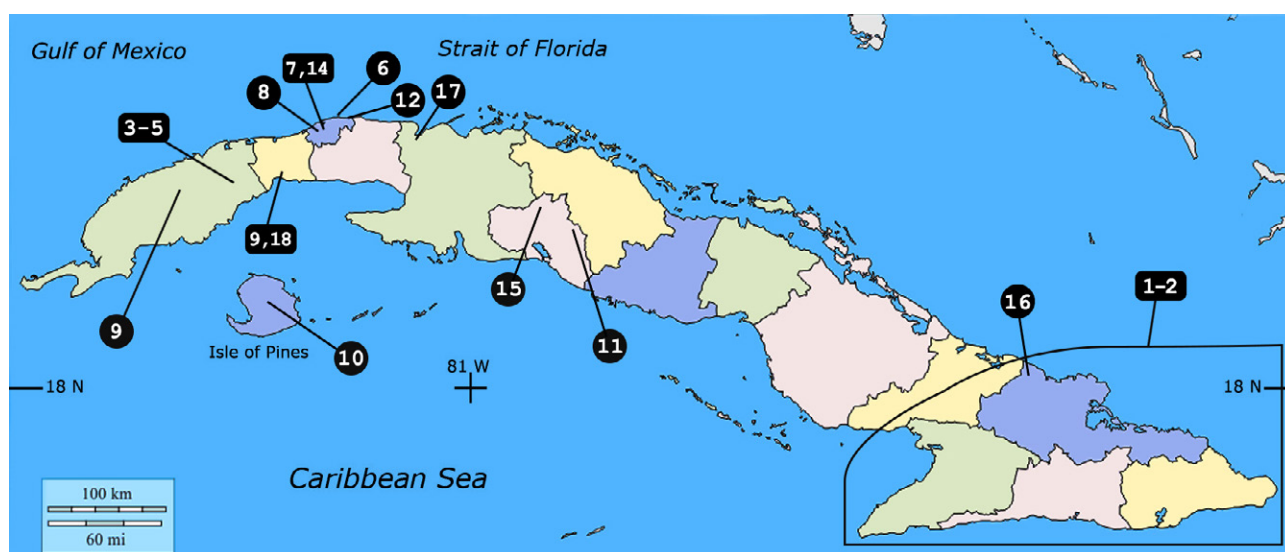 Gulf of Mexico
Strait of Florida
7,14
6
8
12
17
3-5
9,18
15
11
16
1-2
9
10
Isle of Pines
81 W
18 N
18 N
Caribbean Sea
100 km
60 mi